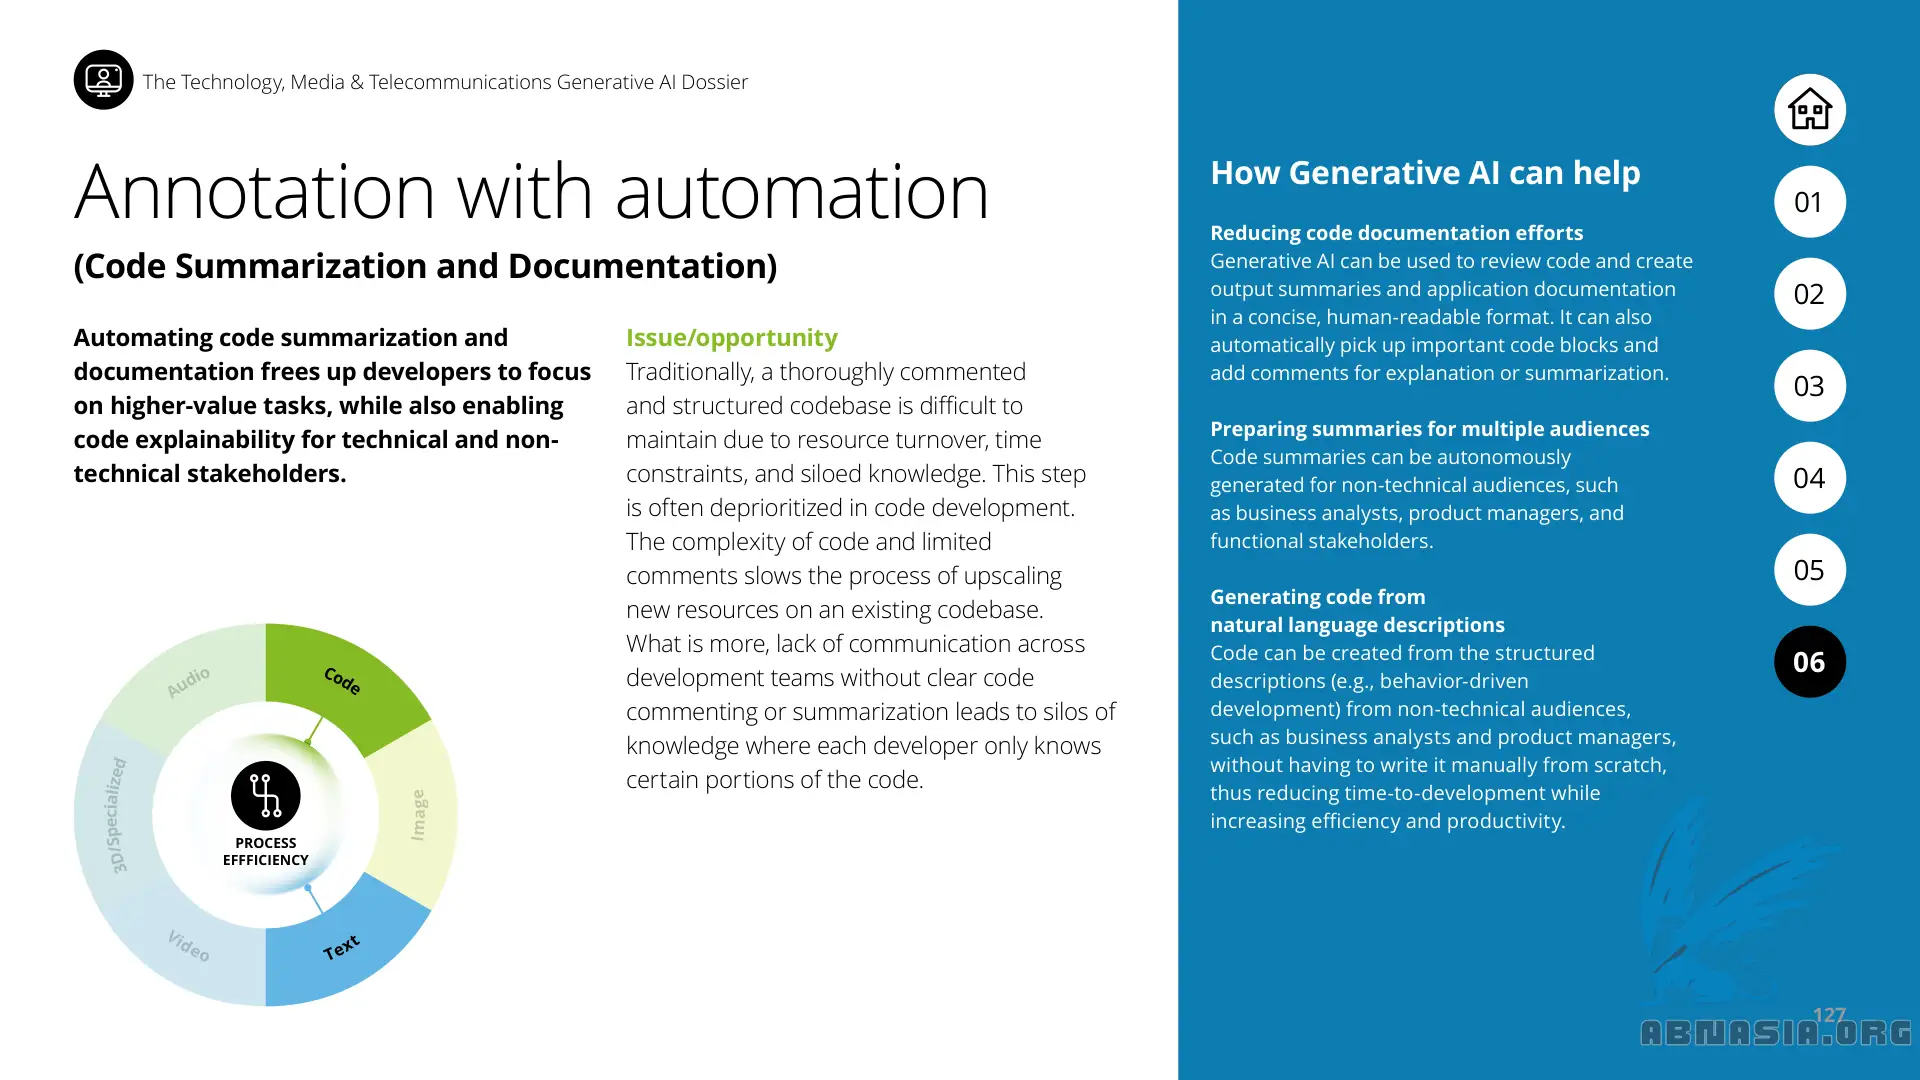 The Technology, Media & Telecommunications Generative AI Dossier
Annotation with automation
(Code Summarization and Documentation)
Automating code summarization and
documentation frees up developers to focus
on higher-value tasks, while also enabling
code explainability for technical and non-
technical stakeholders.
Issue/opportunity
Traditionally, a thoroughly commented
and structured codebase is difficult to
maintain due to resource turnover, time
constraints, and siloed knowledge. This step
is often deprioritized in code development.
The complexity of code and limited
comments slows the process of upscaling
new resources on an existing codebase.
What is more, lack of communication across
development teams without clear code
commenting or summarization leads to silos of
knowledge where each developer only knows
certain portions of the code.
Audio
Code
3D/Specialized
Image
PROCESS
EFFFICIENCY
Video
Text
How Generative AI can help
Reducing code documentation efforts
Generative AI can be used to review code and create
output summaries and application documentation
in a concise, human-readable format. It can also
automatically pick up important code blocks and
add comments for explanation or summarization.
Preparing summaries for multiple audiences
Code summaries can be autonomously
generated for non-technical audiences, such
as business analysts, product managers, and
functional stakeholders.
Generating code from
natural language descriptions
Code can be created from the structured
descriptions (e.g., behavior-driven
development) from non-technical audiences,
such as business analysts and product managers,
without having to write it manually from scratch,
thus reducing time-to-development while
increasing efficiency and productivity.
01
02
03
04
05
06
127
ABNASIA.ORG